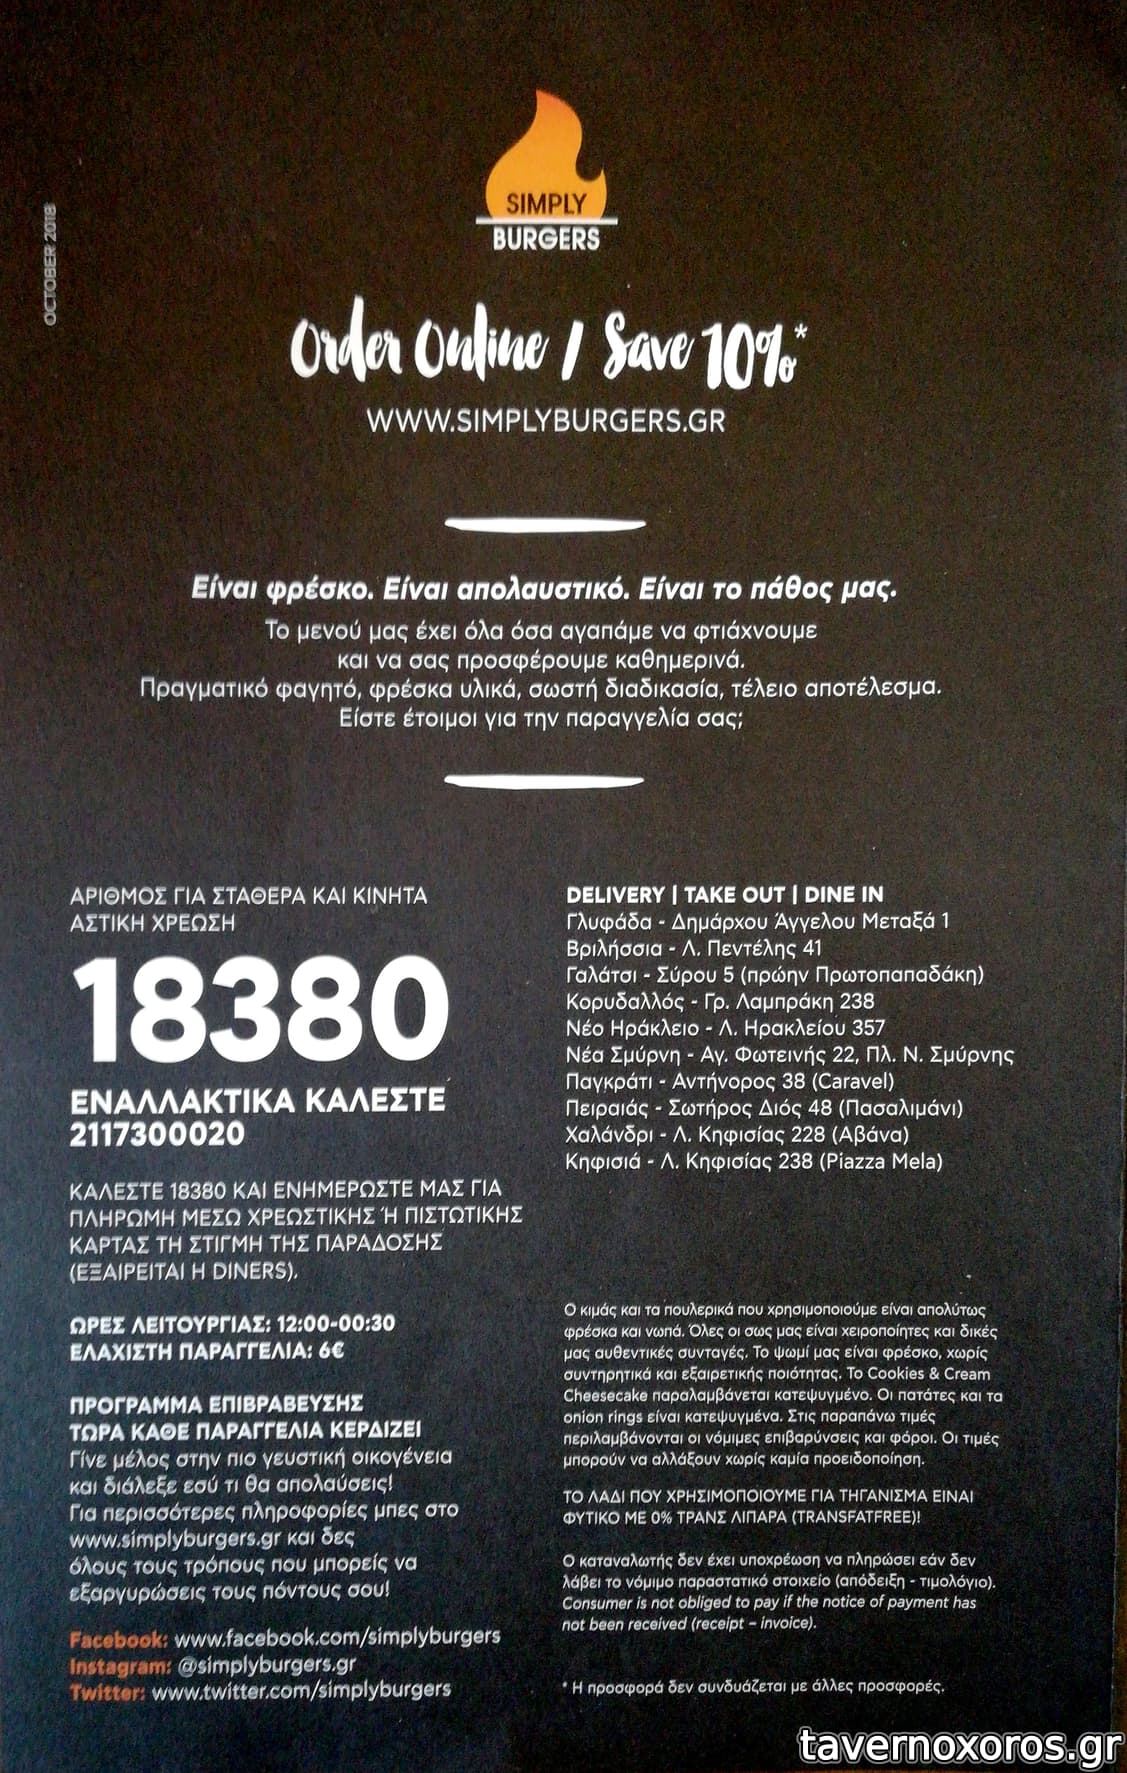 OCTOBER 2018
SIMPLY
BURGERS
Order Online / Save 10%*
WWW.SIMPLYBURGERS.GR
Είναι φρέσκο. Είναι απολαυστικό. Είναι το πάθος μας.
Το μενού μας έχει όλα όσα αγαπάμε να φτιάχνουμε
και να σας προσφέρουμε καθημερινά.
Πραγματικό φαγητό, φρέσκα υλικά, σωστή διαδικασία, τέλειο αποτέλεσμα.
Είστε έτοιμοι για την παραγγελία σας;
ΑΡΙΘΜΟΣ ΓΙΑ ΣΤΑΘΕΡΑ ΚΑΙ ΚΙΝΗΤΑ
ΑΣΤΙΚΗ ΧΡΕΩΣΗ
18380
ΕΝΑΛΛΑΚΤΙΚΑ ΚΑΛΕΣΤΕ
2117300020
ΚΑΛΕΣΤΕ 18380 ΚΑΙ ΕΝΗΜΕΡΩΣΤΕ ΜΑΣ ΓΙΑ
ΠΛΗΡΩΜΗ ΜΕΣΩ ΧΡΕΩΣΤΙΚΗΣ Ή ΠΙΣΤΩΤΙΚΗΣ
ΚΑΡΤΑΣ ΤΗ ΣΤΙΓΜΗ ΤΗΣ ΠΑΡΑΔΟΣΗΣ
(ΕΞΑΙΡΕΙΤΑΙ Η DINERS).
ΩΡΕΣ ΛΕΙΤΟΥΡΓΙΑΣ: 12:00-00:30
ΕΛΑΧΙΣΤΗ ΠΑΡΑΓΓΕΛΙΑ: 6€
ΠΡΟΓΡΑΜΜΑ ΕΠΙΒΡΑΒΕΥΣΗΣ
ΤΩΡΑ ΚΑΘΕ ΠΑΡΑΓΓΕΛΙΑ ΚΕΡΔΙΖΕΙ
Γίνε μέλος στην πιο γευστική οικογένεια
και διάλεξε εσύ τι θα απολαύσεις!
Για περισσότερες πληροφορίες μπες στο
www.simplyburgers.gr και δες
όλους τους τρόπους που μπορείς να
εξαργυρώσεις τους πόντους σου!
Facebook: www.facebook.com/simplyburgers
Instagram: @simplyburgers.gr
Twitter: www.twitter.com/simplyburgers
DELIVERY | TAKE OUT | DINE IN
Γλυφάδα - Δημάρχου Άγγελου Μεταξά 1
Βριλήσσια - Λ. Πεντέλης 41
Γαλάτσι - Σύρου 5 (πρώην Πρωτοπαπαδάκη)
Κορυδαλλός - Γρ. Λαμπράκη 238
Νέο Ηράκλειο - Λ. Ηρακλείου 357
Νέα Σμύρνη - Αγ. Φωτεινής 22, Πλ. Ν. Σμύρνης
Παγκράτι - Αντήνορος 38 (Caravel)
Πειραιάς - Σωτήρος Διός 48 (Πασαλιμάνι)
Χαλάνδρι - Λ. Κηφισίας 228 (Αβάνα)
Κηφισιά - Λ. Κηφισίας 238 (Piazza Mela)
Ο κιμάς και τα πουλερικά που χρησιμοποιούμε είναι απολύτως
φρέσκα και νωπά. Όλες οι σως μας είναι χειροποίητες και δικές
μας αυθεντικές συνταγές. Το ψωμί μας είναι φρέσκο, χωρίς
συντηρητικά και εξαιρετικής ποιότητας. Το Cookies & Cream
Cheesecake παραλαμβάνεται κατεψυγμένο. Οι πατάτες και τα
onion rings είναι κατεψυγμένα. Στις παραπάνω τιμές
περιλαμβάνονται οι νόμιμες επιβαρύνσεις και φόροι. Οι τιμές
μπορούν να αλλάξουν χωρίς καμία προειδοποίηση.
ΤΟ ΛΑΔΙ ΠΟΥ ΧΡΗΣΙΜΟΠΟΙΟΥΜΕ ΓΙΑ ΤΗΓΑΝΙΣΜΑ ΕΙΝΑΙ
ΦΥΤΙΚΟ ΜΕ 0% ΤΡΑΝΣ ΛΙΠΑΡΑ (TRANSFATFREE)!
Ο καταναλωτής δεν έχει υποχρέωση να πληρώσει εάν δεν
λάβει το νόμιμο παραστατικό στοιχείο (απόδειξη - τιμολόγιο).
Consumer is not obliged to pay if the notice of payment has
not been received (receipt – invoice).
* Η προσφορά δεν συνδυάζεται με άλλες προσφορές.
tavernoxoros.gr